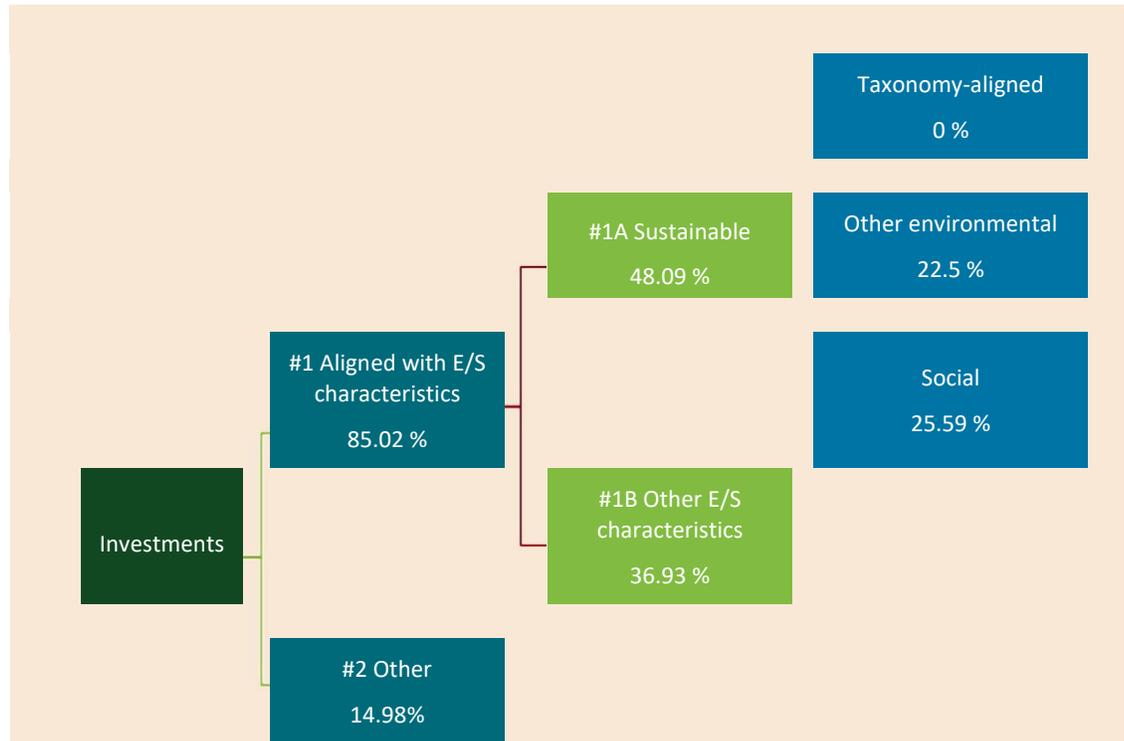 Taxonomy-aligned
0 %
#1A Sustainable
48.09 %
Other environmental
22.5 %
#1 Aligned with E/S
characteristics
85.02 %
Social
25.59 %
Investments
#1B Other E/S
characteristics
36.93 %
#2 Other
14.98%